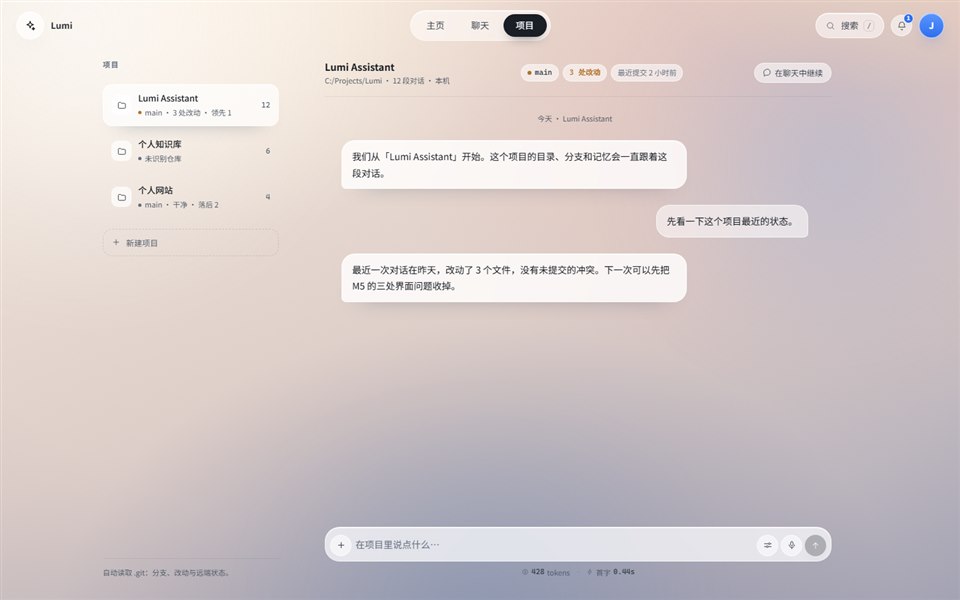 Lumi
主页 聊天 项目
搜索 /
1
J
项目
Lumi Assistant
main • 3 处改动 • 领先 1
12
个人知识库
未识别仓库
6
个人网站
main • 干净 • 落后 2
4
+ 新建项目
自动读取 .git：分支、改动与远端状态。
Lumi Assistant
C:/Projects/Lumi • 12 段对话 • 本机
main
3 处改动
最近提交 2 小时前
在聊天中继续
今天 • Lumi Assistant
我们从「Lumi Assistant」开始。这个项目的目录、分支和记忆会一直跟着这
段对话。
先看一下这个项目最近的状态。
最近一次对话在昨天，改动了 3 个文件，没有未提交的冲突。下一次可以先把
M5 的三处界面问题收掉。
在项目里说点什么…
428 tokens · 首字 0.44s